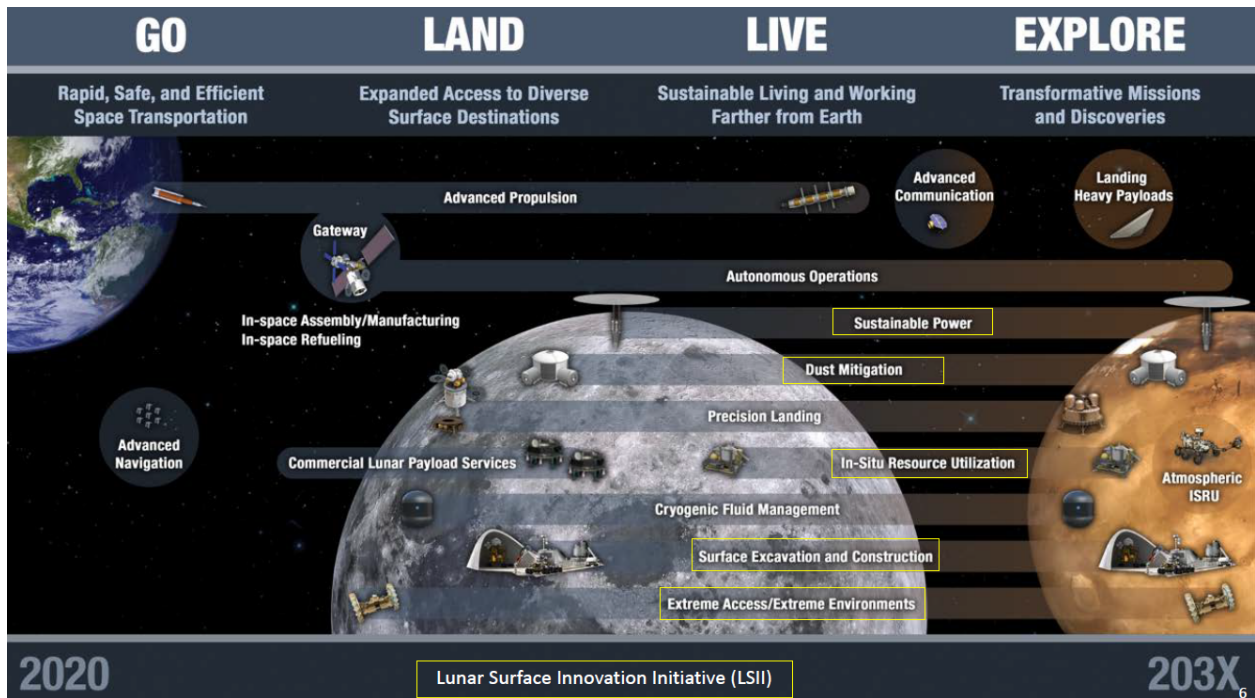 GO
LAND
LIVE
EXPLORE
Rapid, Safe, and Efficient
Space Transportation
Expanded Access to Diverse
Surface Destinations
Sustainable Living and Working
Farther from Earth
Transformative Missions
and Discoveries
Advanced Propulsion
Advanced
Communication
Landing
Heavy Payloads
Gateway
Autonomous Operations
In-space Assembly/Manufacturing
In-space Refueling
Sustainable Power
Dust Mitigation
Precision Landing
Advanced
Navigation
Commercial Lunar Payload Services
In-Situ Resource Utilization
Atmospheric
ISRU
Cryogenic Fluid Management
Surface Excavation and Construction
Extreme Access/Extreme Environments
2020
Lunar Surface Innovation Initiative (LSII)
203X
6